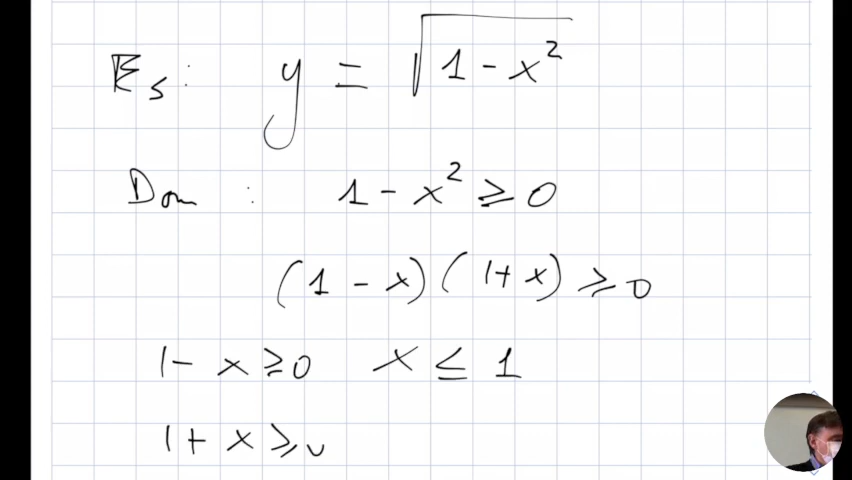 Es: y = √1 - x²
Dom : 1 - x² ⩾ 0
(1 - x)(1 + x) ⩾ 0
1 - x ⩾ 0 x ≤ 1
1 + x ⩾ 0